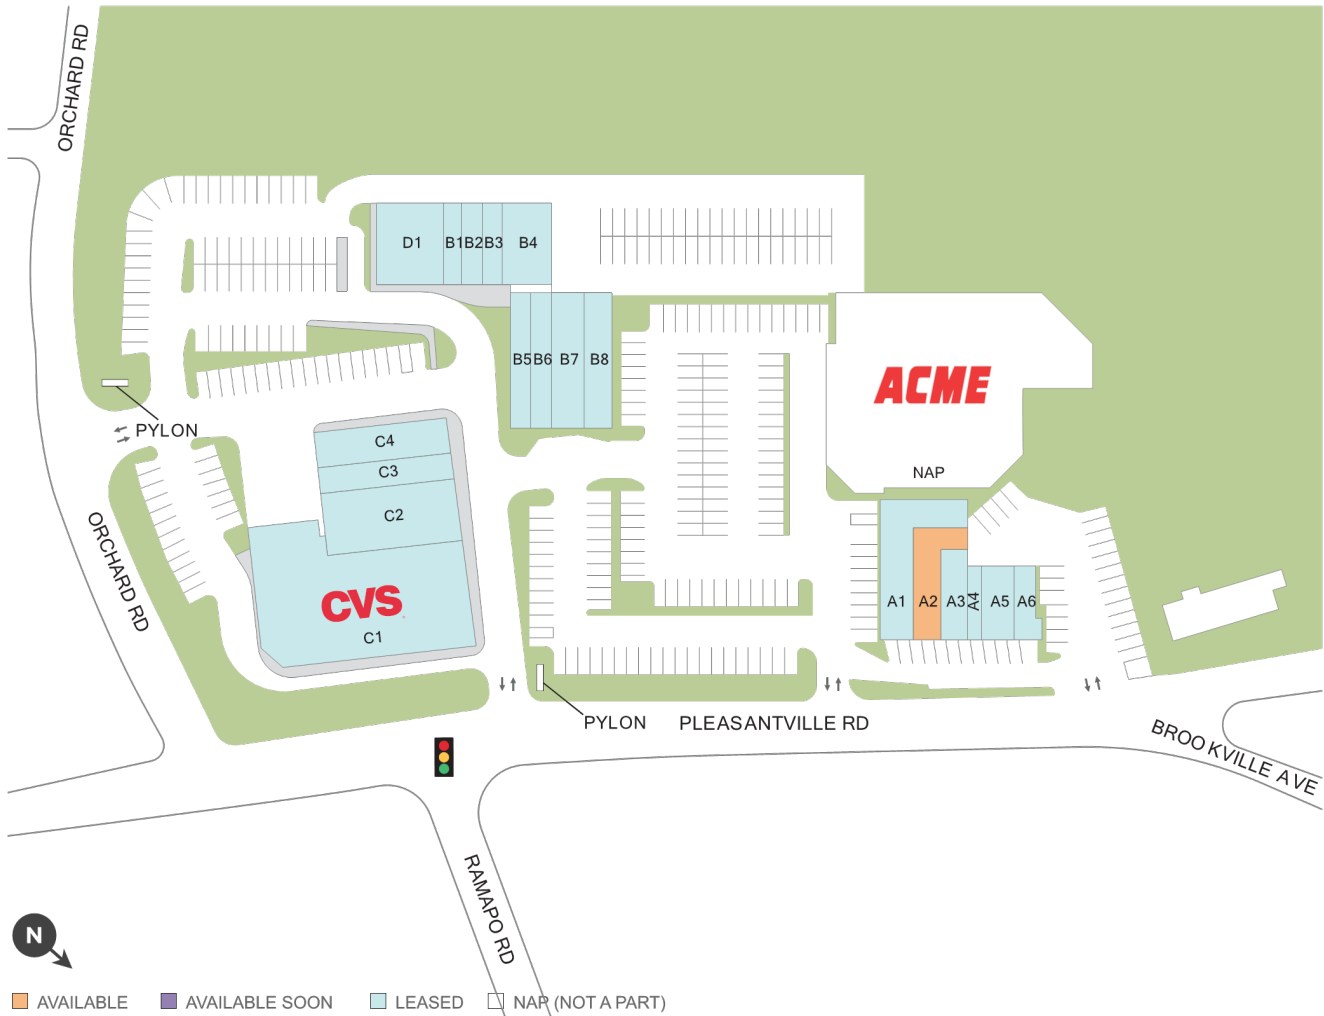 ORCHARD RD
D1
B1
B2
B3
B4
B5
B6
B7
B8
ACME
NAP
PYLON
C4
C3
C2
CVS
C1
ORCHARD RD
A1
A2
A3
A4
A5
A6
PYLON
PLEASANTVILLE RD
BROOKVILLE AVE
RAMAPO RD
N
AVAILABLE
AVAILABLE SOON
LEASED
NAP (NOT A PART)